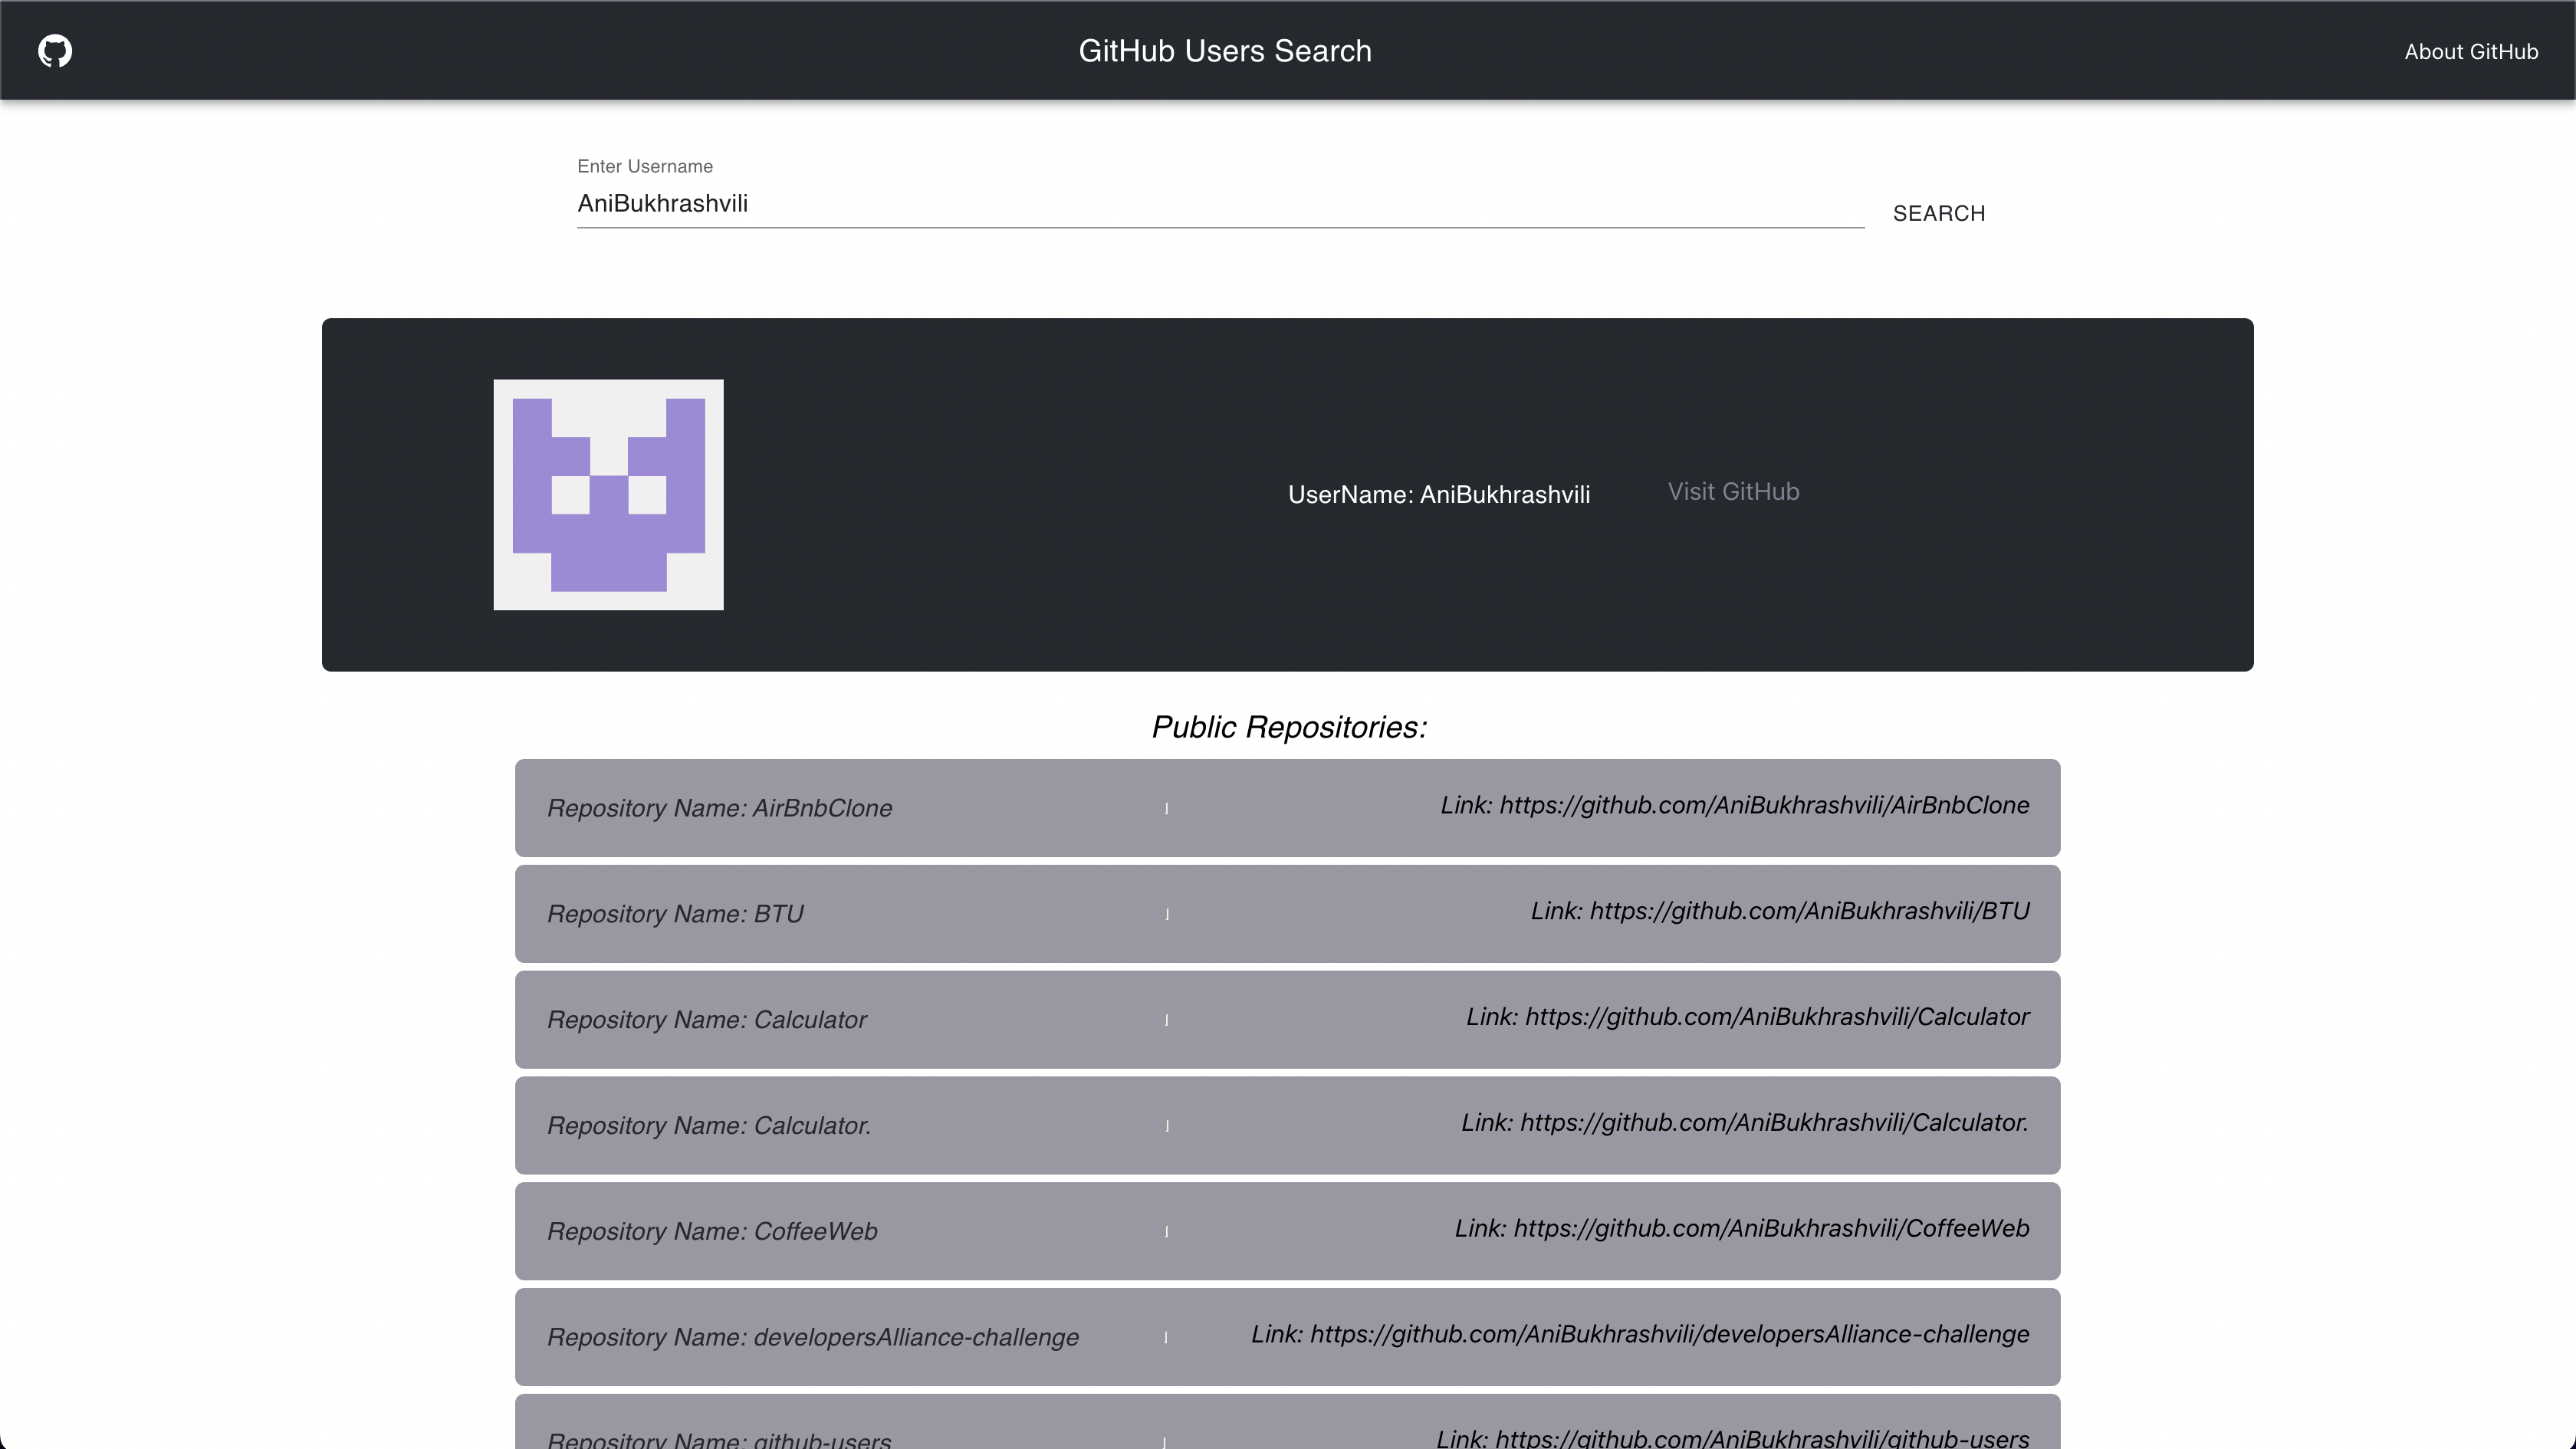 GitHub Users Search
About GitHub
Enter Username
AniBukhrashvili
SEARCH
UserName: AniBukhrashvili
Visit GitHub
Public Repositories:
Repository Name: AirBnbClone
Link: https://github.com/AniBukhrashvili/AirBnbClone
Repository Name: BTU
Link: https://github.com/AniBukhrashvili/BTU
Repository Name: Calculator
Link: https://github.com/AniBukhrashvili/Calculator
Repository Name: Calculator.
Link: https://github.com/AniBukhrashvili/Calculator.
Repository Name: CoffeeWeb
Link: https://github.com/AniBukhrashvili/CoffeeWeb
Repository Name: developersAlliance-challenge
Link: https://github.com/AniBukhrashvili/developersAlliance-challenge
Repository Name: github-users
Link: https://github.com/AniBukhrashvili/github-users